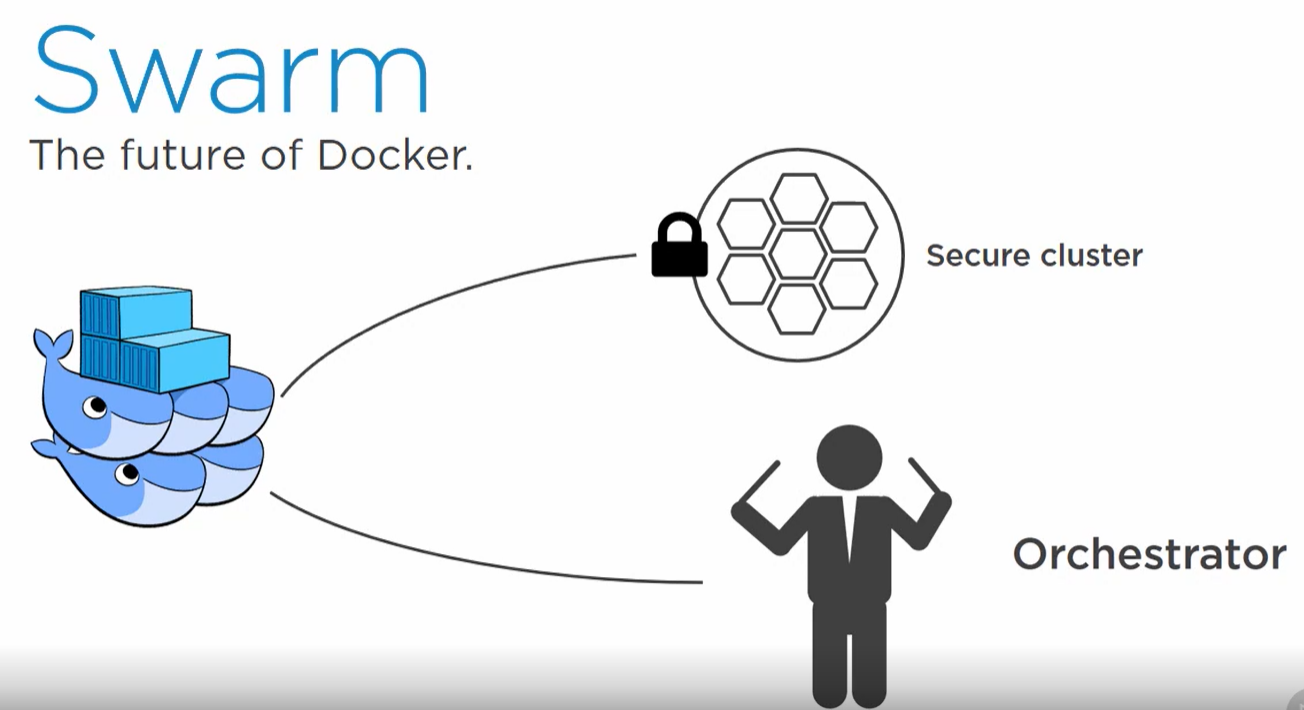 Swarm
The future of Docker.
Secure cluster
Orchestrator